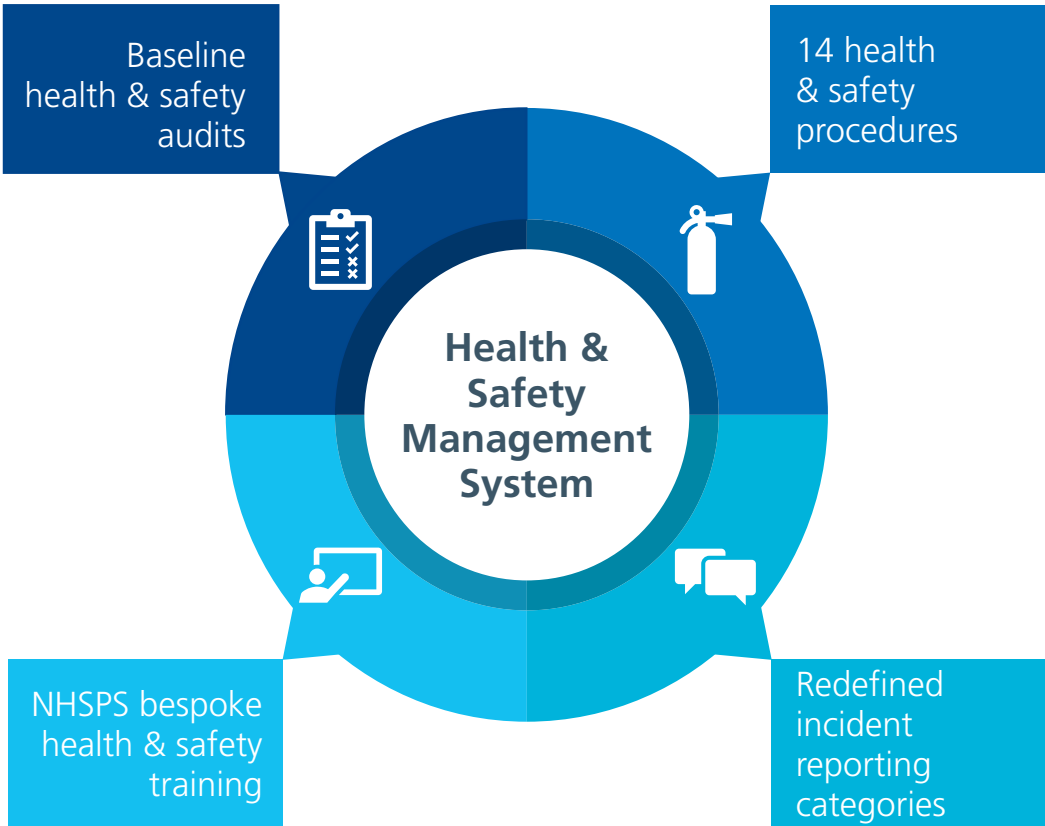 Baseline
health & safety
audits
14 health
& safety
procedures
Health &
Safety
Management
System
NHSPS bespoke
health & safety
training
Redefined
incident
reporting
categories